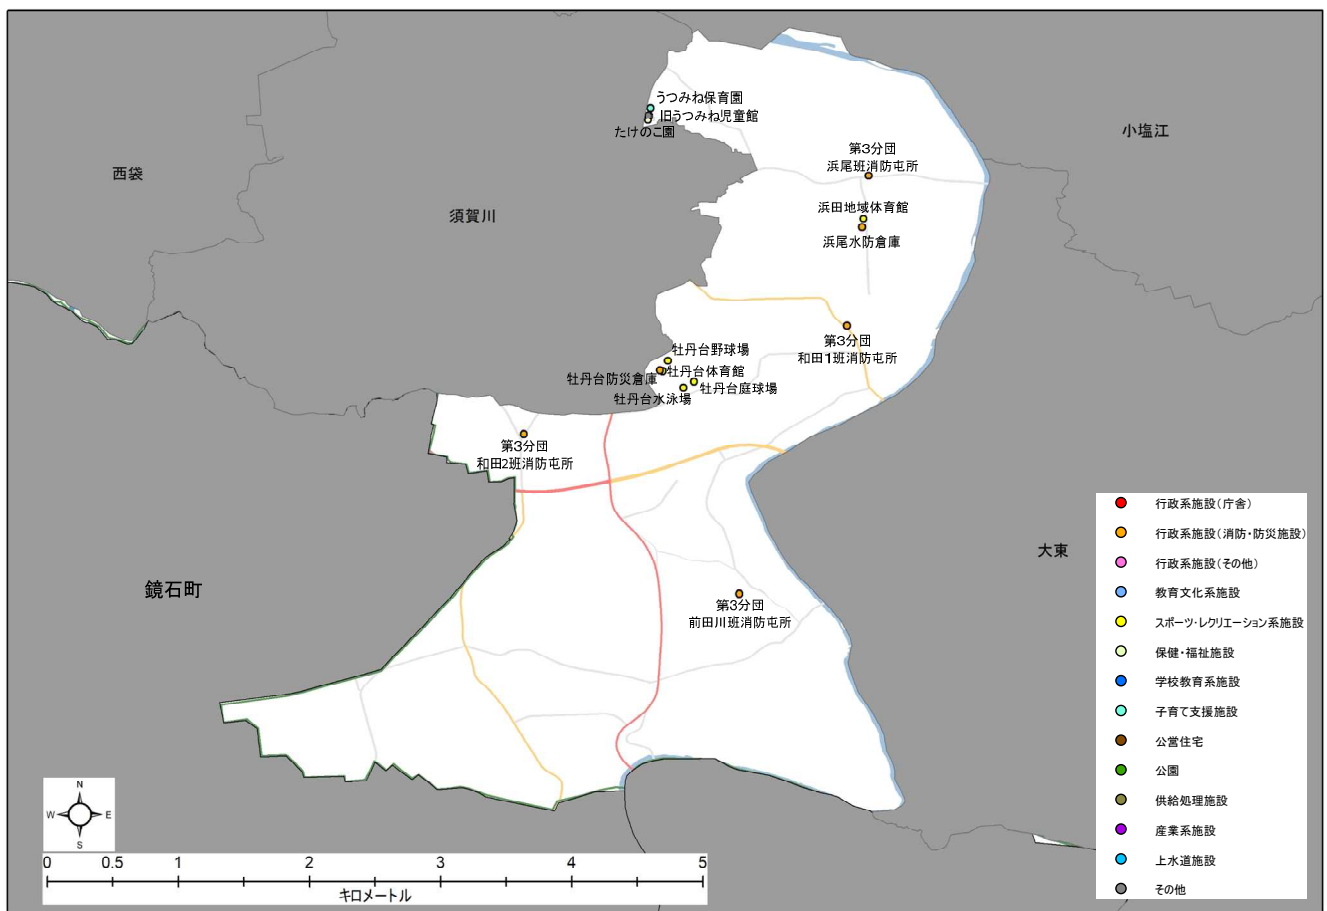 うつみね保育園
旧うつみね児童館
たけのこ園
小塩江
第3分団
浜尾班消防屯所
西袋
浜田地域体育館
須賀川
浜尾水防倉庫
第3分団
和田1班消防屯所
牡丹台野球場
牡丹台体育館
牡丹台防災倉庫
牡丹台庭球場
牡丹台水泳場
第3分団
和田2班消防屯所
大東
鏡石町
第3分団
前田川班消防屯所
行政系施設(庁舎)
行政系施設(消防・防災施設)
行政系施設(その他)
教育文化系施設
スポーツ・レクリエーション系施設
保健・福祉施設
学校教育系施設
子育て支援施設
公営住宅
公園
供給処理施設
産業系施設
上水道施設
その他
N
W E
S
0 0.5 1 2 3 4 5
キロメートル